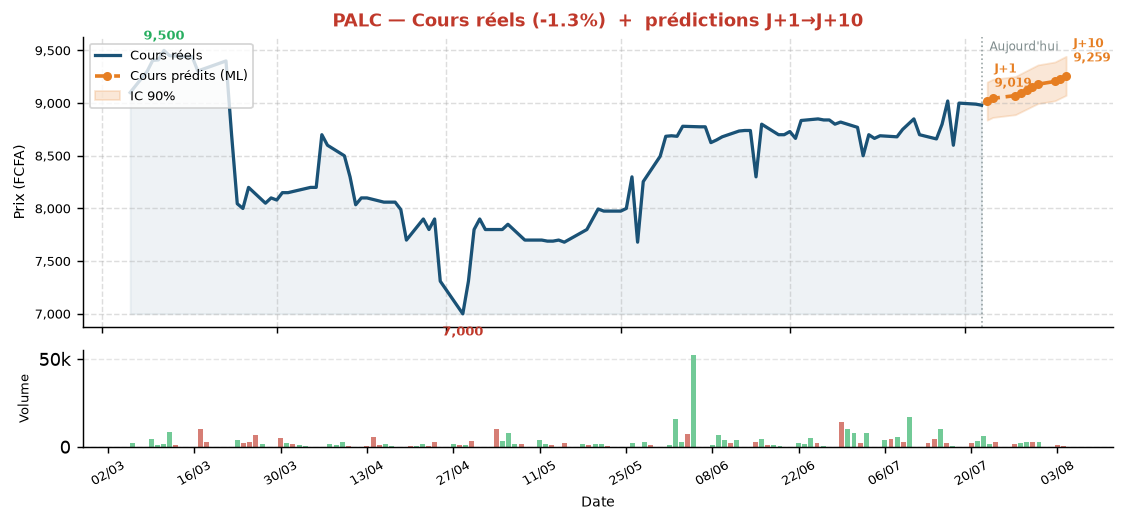 PALC — Cours réels (-1.3%)  +  prédictions J+1→J+10
9,500
Cours réels
Cours prédits (ML)
IC 90%
Aujourd'hui
J+10
9,259
J+1
9,019
Prix (FCFA)
9,500
9,000
8,500
8,000
7,500
7,000
7,000
Volume
50k
0
02/03
16/03
30/03
13/04
27/04
11/05
25/05
08/06
22/06
06/07
20/07
03/08
Date